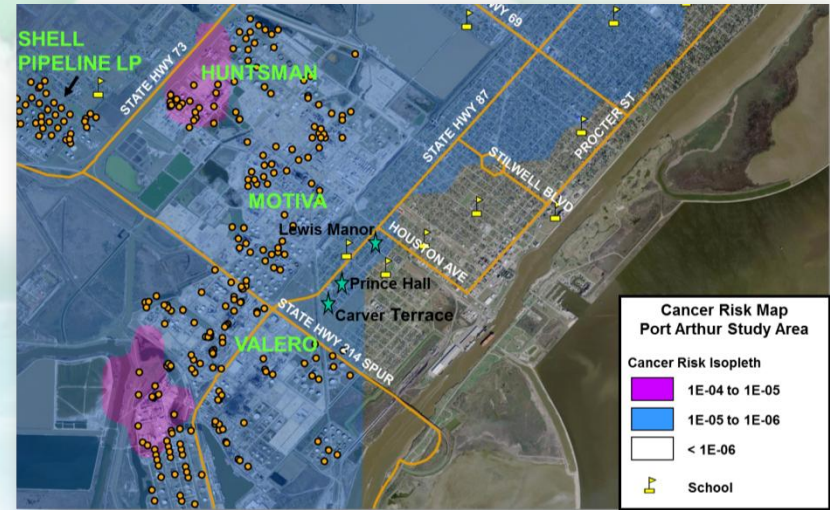 SHELL
PIPELINE LP
STATE HWY 73
HUNTSMAN
WY 69
STATE HWY 87
PROCTER ST
STILWELL BLVD
MOTIVA
Lewis Manor
HOUSTON AVE
Prince Hall
Carver Terrace
STATE HWY 214 SPUR
VALERO
Cancer Risk Map
Port Arthur Study Area
Cancer Risk Isopleth
1E-04 to 1E-05
1E-05 to 1E-06
< 1E-06
School